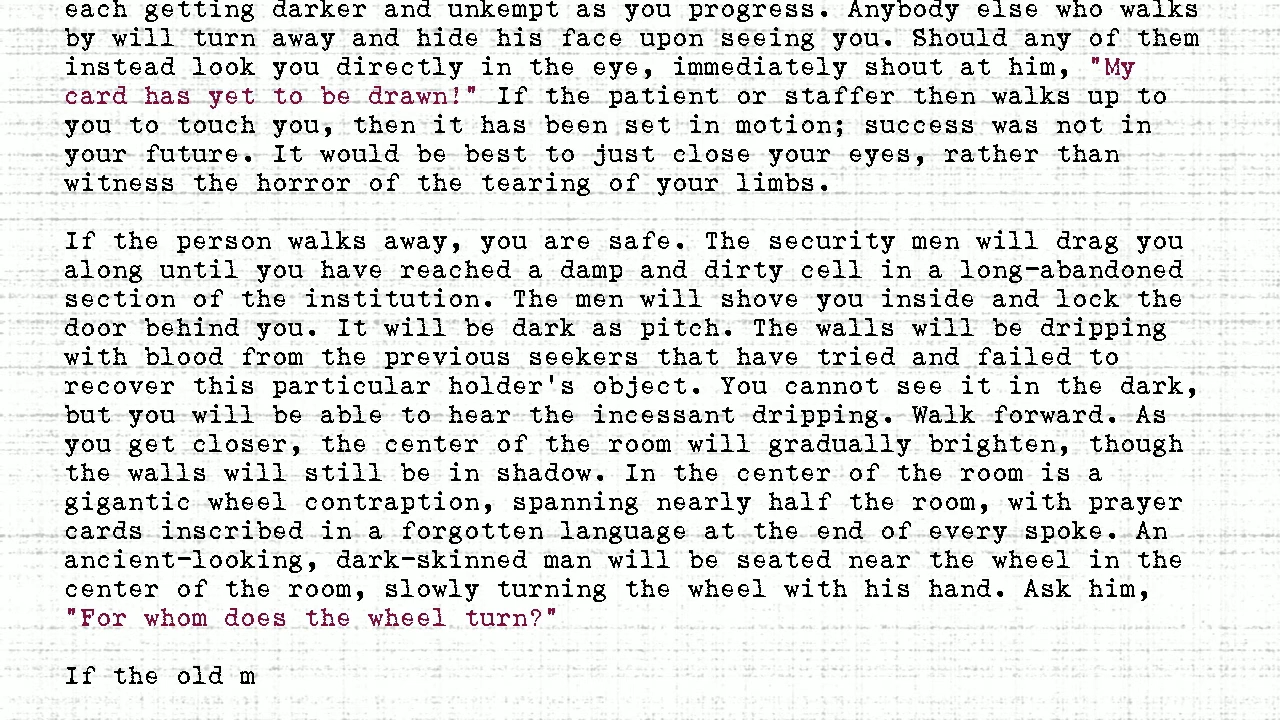 each getting darker and unkempt as you progress. Anybody else who walks
by will turn away and hide his face upon seeing you. Should any of them
instead look you directly in the eye, immediately shout at him, "My
card has yet to be drawn!" If the patient or staffer then walks up to
you to touch you, then it has been set in motion; success was not in
your future. It would be best to just close your eyes, rather than
witness the horror of the tearing of your limbs.
If the person walks away, you are safe. The security men will drag you
along until you have reached a damp and dirty cell in a long-abandoned
section of the institution. The men will shove you inside and lock the
door behind you. It will be dark as pitch. The walls will be dripping
with blood from the previous seekers that have tried and failed to
recover this particular holder's object. You cannot see it in the dark,
but you will be able to hear the incessant dripping. Walk forward. As
you get closer, the center of the room will gradually brighten, though
the walls will still be in shadow. In the center of the room is a
gigantic wheel contraption, spanning nearly half the room, with prayer
cards inscribed in a forgotten language at the end of every spoke. An
ancient-looking, dark-skinned man will be seated near the wheel in the
center of the room, slowly turning the wheel with his hand. Ask him,
"For whom does the wheel turn?"
If the old m